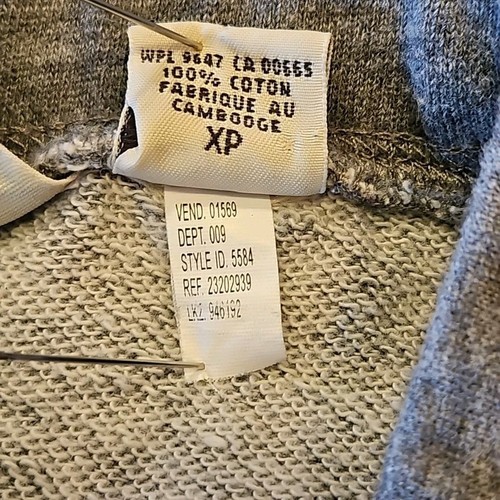 WPL 9647 CA 00665
100% COTON
FABRIQUE AU
CAMBODGE
XP
VEND. 01569
DEPT. 009
STYLE ID. 5584
REF. 23202939
946192